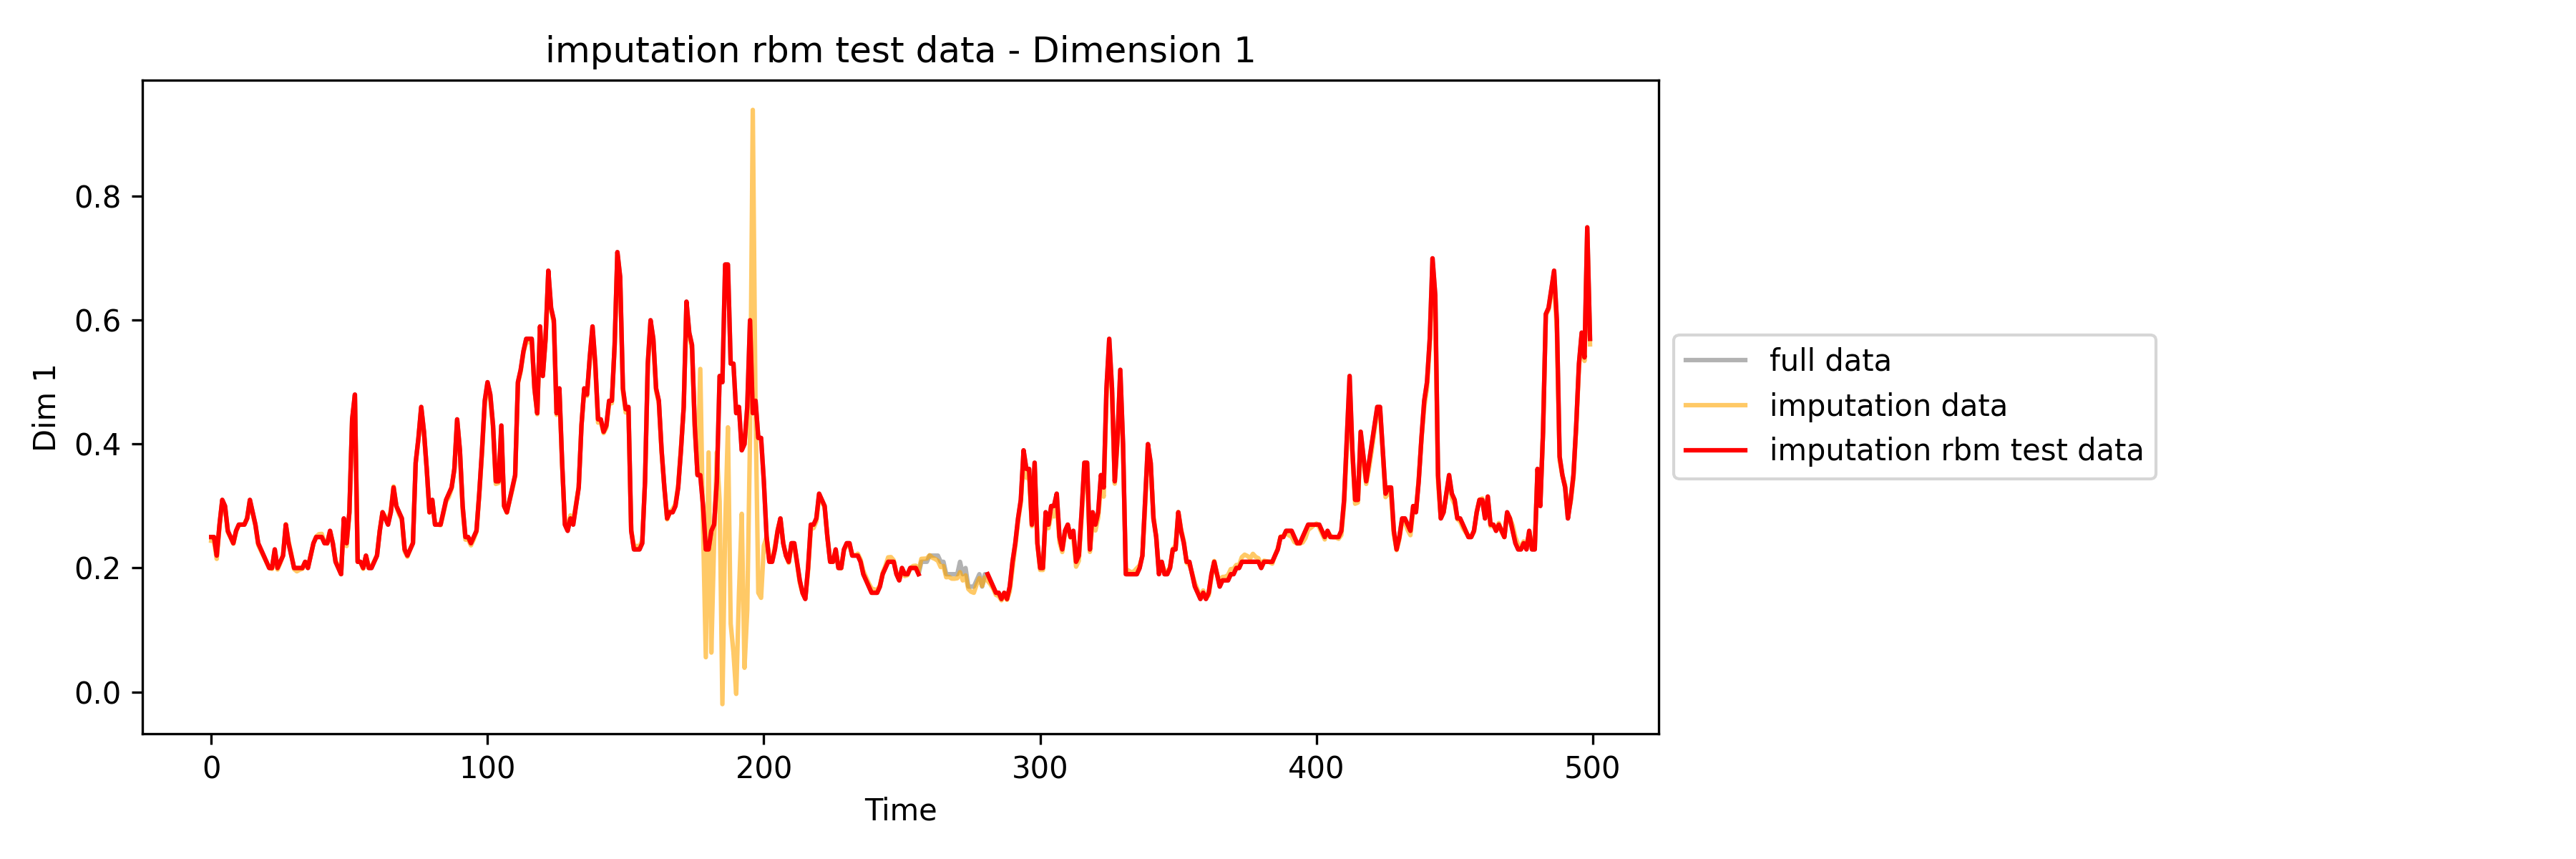 imputation rbm test data - Dimension 1
0.8
0.6
0.4
0.2
0.0
Dim 1
0 100 200 300 400 500
Time
full data
imputation data
imputation rbm test data